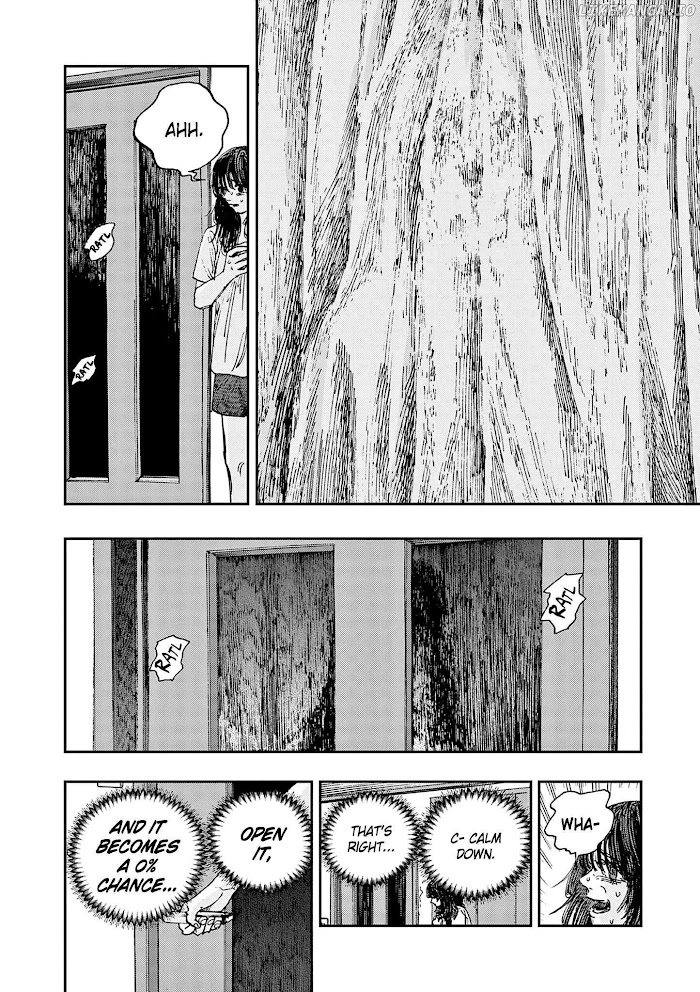 AHH.
RATL
RATL
RATL
RATL
WHA-
C- CALM
DOWN.
THAT'S
RIGHT...
OPEN
IT,
AND IT
BECOMES
A 0%
CHANCE...